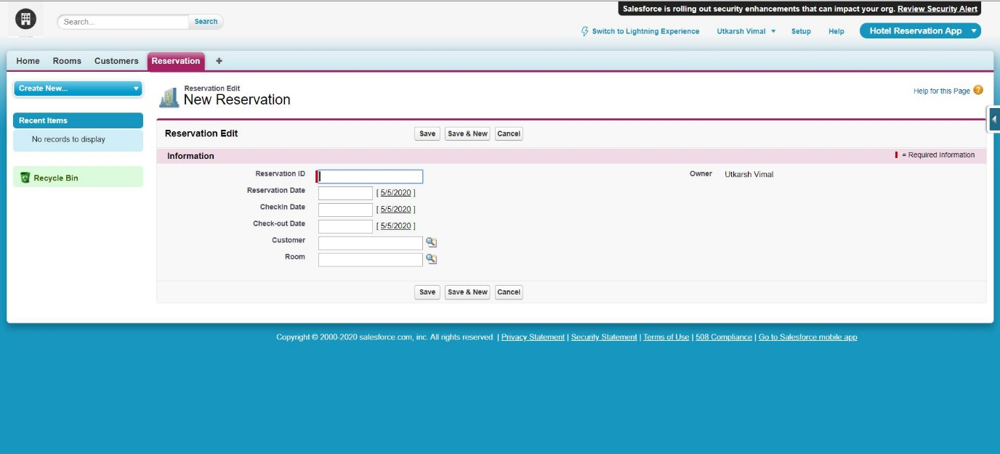 Salesforce is rolling out security enhancements that can impact your org. Review Security Alert
Search... Search
Switch to Lightning Experience Utkarsh Vimal Setup Help Hotel Reservation App
Home Rooms Customers Reservation +
Create New...
Recent Items
No records to display
Recycle Bin
Reservation Edit
New Reservation
Help for this Page ?
Reservation Edit Save Save & New Cancel
Information = Required Information
Reservation ID Owner Utkarsh Vimal
Reservation Date [ 5/5/2020 ]
Checkin Date [ 5/5/2020 ]
Check-out Date [ 5/5/2020 ]
Customer
Room
Save Save & New Cancel
Copyright © 2000-2020 salesforce.com, inc. All rights reserved. | Privacy Statement | Security Statement | Terms of Use | 508 Compliance | Go to Salesforce mobile app